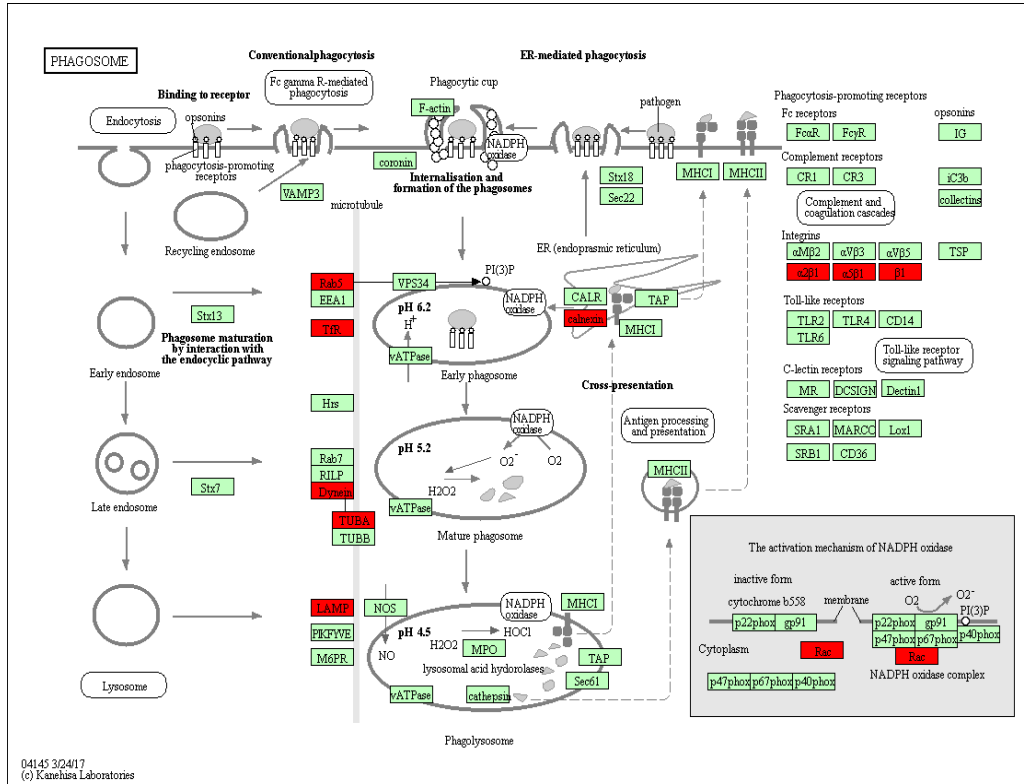 PHAGOSOME
Conventionalphagocytosis
ER-mediated phagocytosis
Endocytosis
Binding to receptor
opsonins
Fc gamma R-mediated
phagocytosis
Phagocytic cup
F-actin
NADPH
oxidase
pathogen
phagocytosis-promoting
receptors
VAMP3
coronin
Internalisation and
formation of the phagosomes
Stx18
Sec22
MHCI
MHCII
Recycling endosome
microtubule
ER (endoprasmic reticulum)
Phagocytosis-promoting receptors
Fc receptors
FcαR
FcγR
opsonins
IG
Complement receptors
CR1
CR3
iC3b
collectins
Complement and
coagulation cascades
Integrins
αMβ2
αVβ3
αVβ5
TSP
α2β1
α5β1
β1
Toll-like receptors
TLR2
TLR4
CD14
TLR6
Toll-like receptor
signaling pathway
C-lectin receptors
MR
DCSIGN
Dectin1
Scavenger receptors
SRA1
MARCO
Lox1
SRB1
CD36
Stx13
Phagosome maturation
by interaction with
the endocyclic pathway
Early endosome
Rab5
EEA1
TfR
VPS34
PI(3)P
pH 6.2
H+
vATPase
NADPH
oxidase
Early phagosome
CALR
calnexin
TAP
MHCI
Cross-presentation
Hrs
Late endosome
Stx7
Rab7
RILP
Dynein
TUBA
TUBB
pH 5.2
NADPH
oxidase
O2-
O2
H2O2
vATPase
Mature phagosome
Antigen processing
and presentation
MHCII
Lysosome
LAMP
PIKFYVE
M6PR
NOS
NO
pH 4.5
NADPH
oxidase
H2O2
HOCl
MPO
lysosomal acid hydorolases
vATPase
cathepsin
MHCI
TAP
Sec61
Phagolysosome
The activation mechanism of NADPH oxidase
inactive form
cytochrome b558
membrane
active form
O2
O2-
PI(3)P
p22phox
gp91
p22phox
gp91
p47phox
p67phox
p40phox
Cytoplasm
Rac
Rac
NADPH oxidase complex
p47phox
p67phox
p40phox
04145 3/24/17
(c) Kanehisa Laboratories